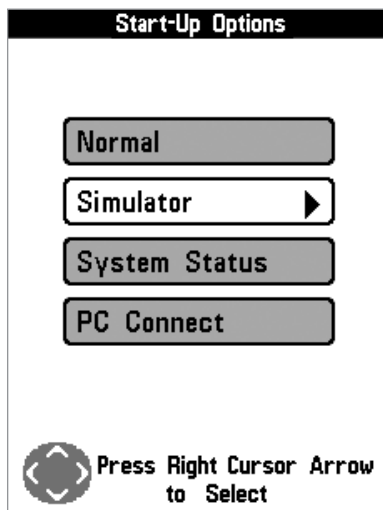 Start-Up Options
Normal
Simulator
System Status
PC Connect
Press Right Cursor Arrow
to Select